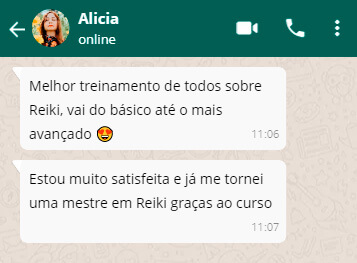 Alicia
online
Melhor treinamento de todos sobre
Reiki, vai do básico até o mais
avançado 🤩
11:06
Estou muito satisfeita e já me tornei
uma mestre em Reiki graças ao curso
11:07